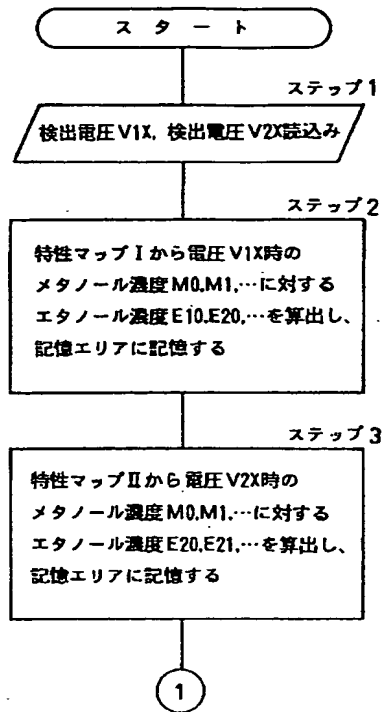 スタート
ステップ1
検出電圧V1X, 検出電圧V2X読込み
ステップ2
特性マップⅠから電圧V1X時の
メタノール濃度M0,M1,…に対する
エタノール濃度E10,E20,…を算出し、
記憶エリアに記憶する
ステップ3
特性マップⅡから電圧V2X時の
メタノール濃度M0,M1,…に対する
エタノール濃度E20,E21,…を算出し、
記憶エリアに記憶する
1